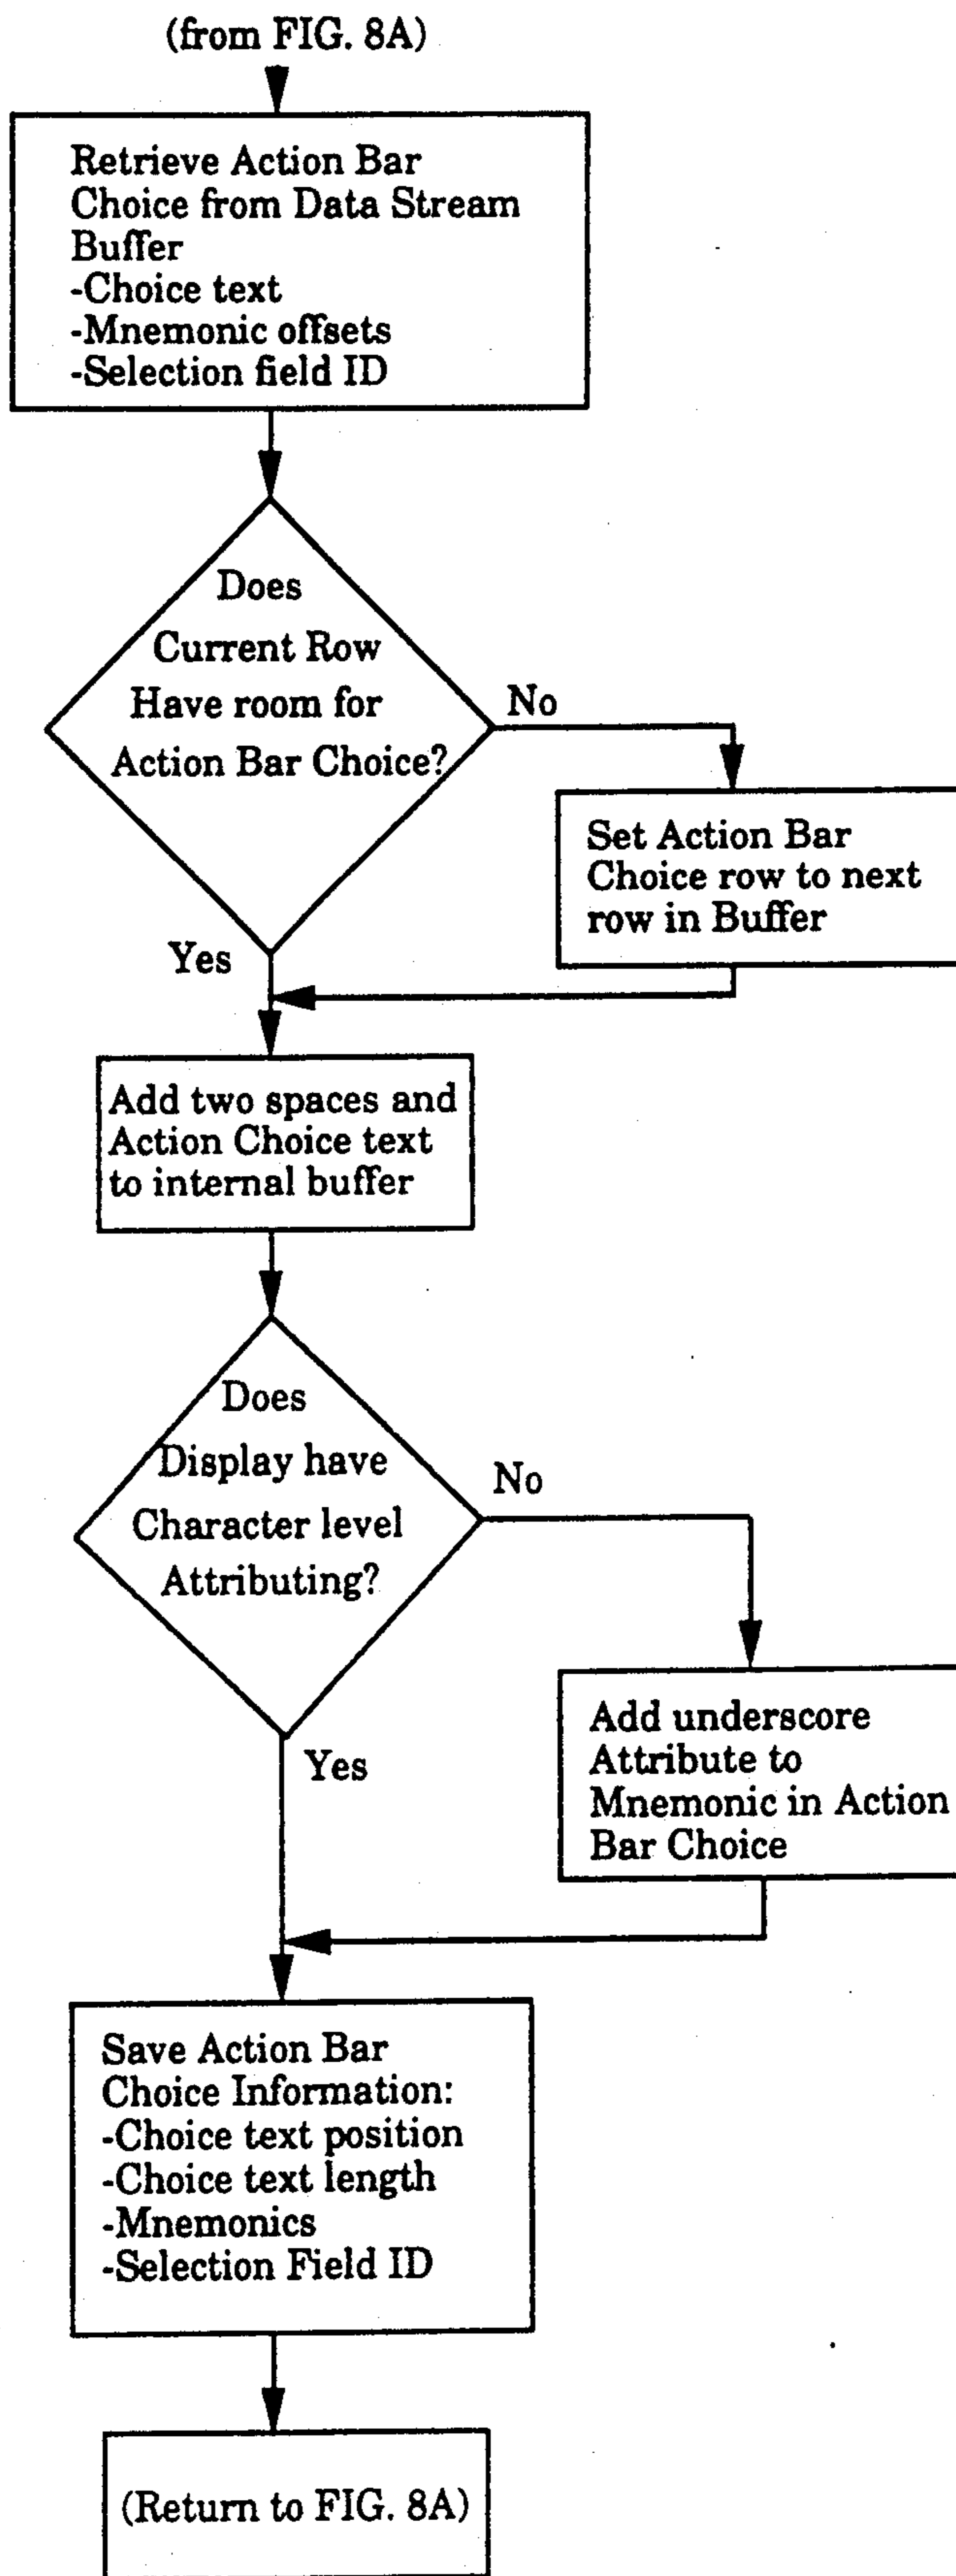 (from FIG. 8A)
Retrieve Action Bar
Choice from Data Stream
Buffer
-Choice text
-Mnemonic offsets
-Selection field ID
Does
Current Row
Have room for
Action Bar Choice?
No
Set Action Bar
Choice row to next
row in Buffer
Yes
Add two spaces and
Action Choice text
to internal buffer
Does
Display have
Character level
Attributing?
No
Yes
Add underscore
Attribute to
Mnemonic in Action
Bar Choice
Save Action Bar
Choice Information:
-Choice text position
-Choice text length
-Mnemonics
-Selection Field ID
(Return to FIG. 8A)